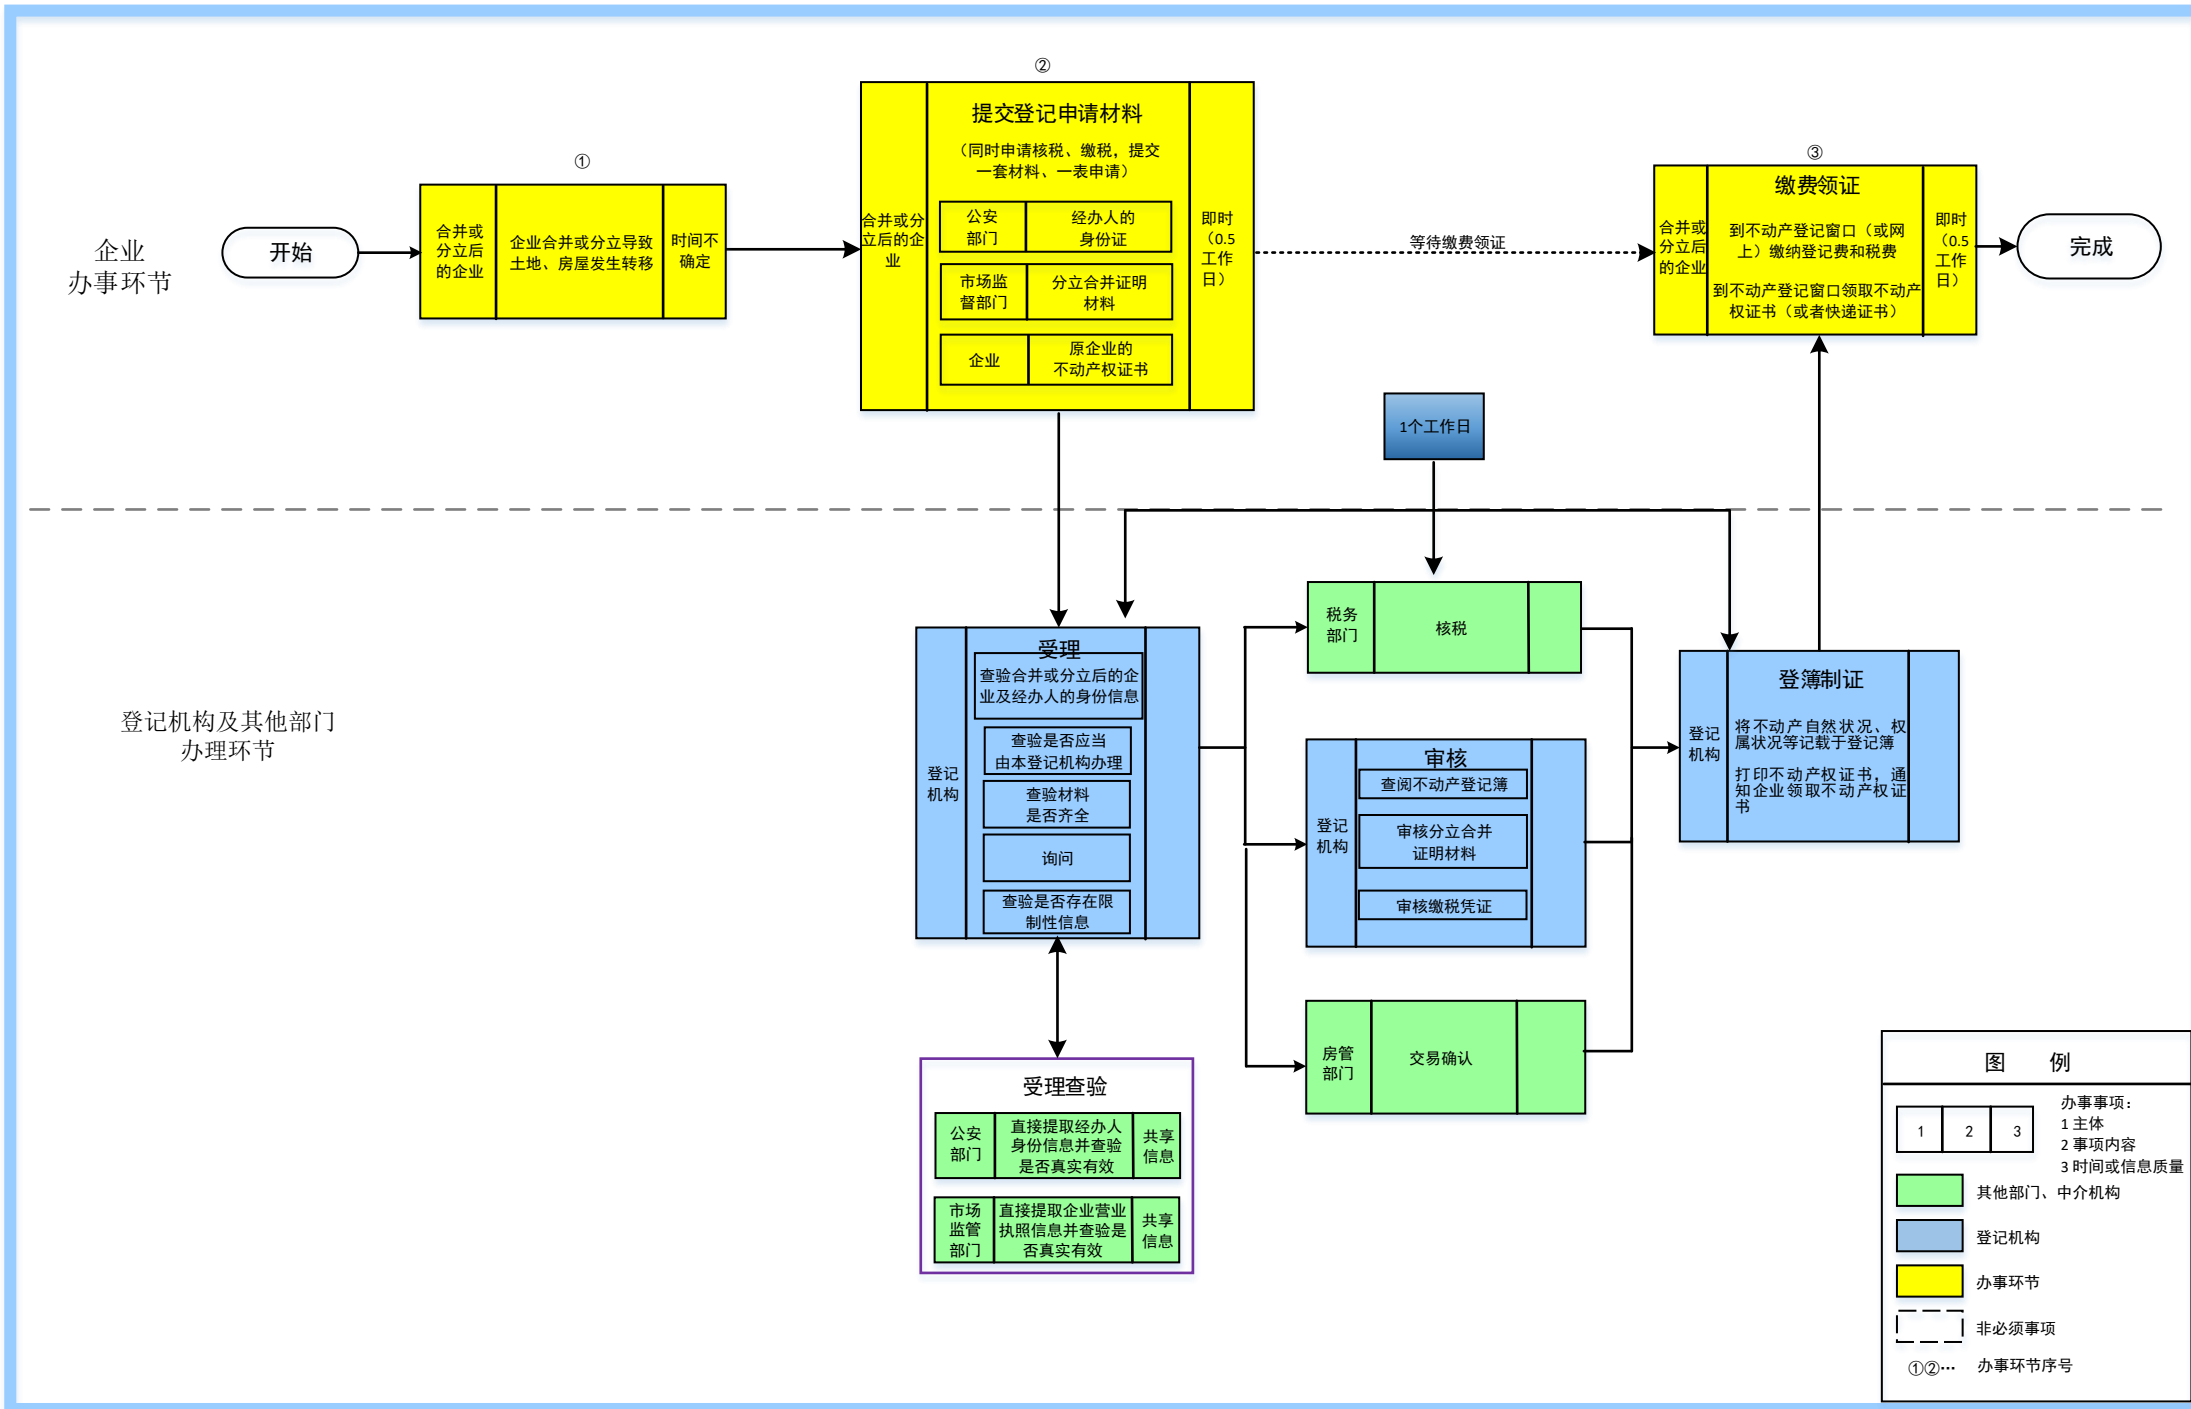 企业
办事环节
开始
①
合并或
分立后
的企业
企业合并或分立导致
土地、房屋发生转移
时间不
确定
②
合并或分
立后的企
业
提交登记申请材料
（同时申请核税、缴税，提交
一套材料、一表申请）
公安
部门
经办人的
身份证
市场监
督部门
分立合并证明
材料
企业
原企业的
不动产权证书
即时
（0.5
工作
日）
等待缴费领证
③
合并或
分立后
的企业
缴费领证
到不动产登记窗口（或网
上）缴纳登记费和税费
到不动产登记窗口领取不动产
权证书（或者快递证书）
即时
（0.5
工作
日）
完成
1个工作日
登记机构及其他部门
办理环节
登记
机构
受理
查验合并或分立后的企
业及经办人的身份信息
查验是否应当
由本登记机构办理
查验材料
是否齐全
询问
查验是否存在限
制性信息
税务
部门
核税
登记
机构
审核
查阅不动产登记簿
审核分立合并
证明材料
审核缴税凭证
房管
部门
交易确认
登记
机构
登簿制证
将不动产自然状况、权
属状况等记载于登记簿
打印不动产权证书，通
知企业领取不动产权证
书
受理查验
公安
部门
直接提取经办人
身份信息并查验
是否真实有效
共享
信息
市场
监管
部门
直接提取企业营业
执照信息并查验是
否真实有效
共享
信息
图 例
1 2 3
办事事项：
1 主体
2 事项内容
3 时间或信息质量
其他部门、中介机构
登记机构
办事环节
非必须事项
①②… 办事环节序号